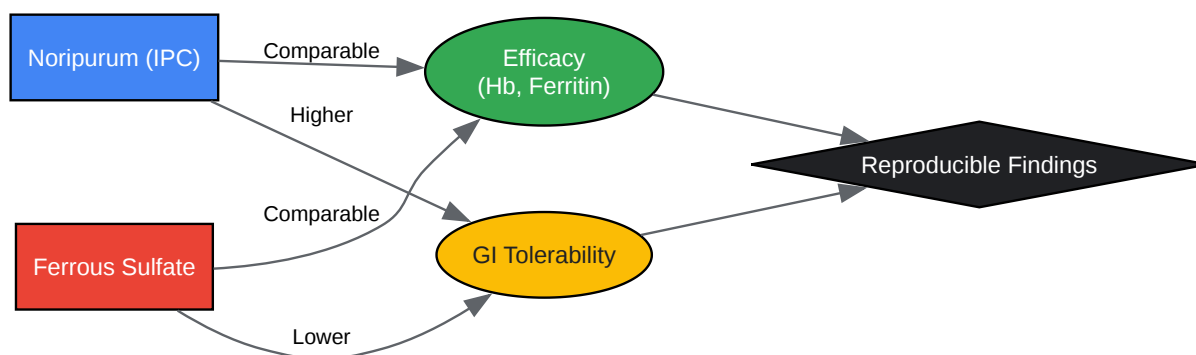 Noripurum (IPC)
Comparable
Efficacy
(Hb, Ferritin)
Higher
Reproducible Findings
Comparable
Ferrous Sulfate
GI Tolerability
Lower